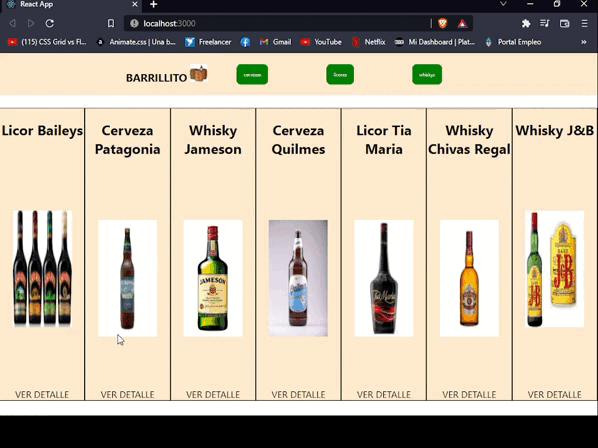 React App
localhost:3000
(115) CSS Grid vs Fl...
Animate.css | Una b...
Freelancer
Gmail
YouTube
Netflix
Mi Dashboard | Plat...
Portal Empleo
BARRILLITO
cervezas
licores
whiskys
Licor Baileys
Cerveza
Patagonia
Whisky
Jameson
Cerveza
Quilmes
Licor Tia
Maria
Whisky
Chivas Regal
Whisky J&B
JAMESON
Tia Maria
J&B
J&B
VER DETALLE
VER DETALLE
VER DETALLE
VER DETALLE
VER DETALLE
VER DETALLE
VER DETALLE